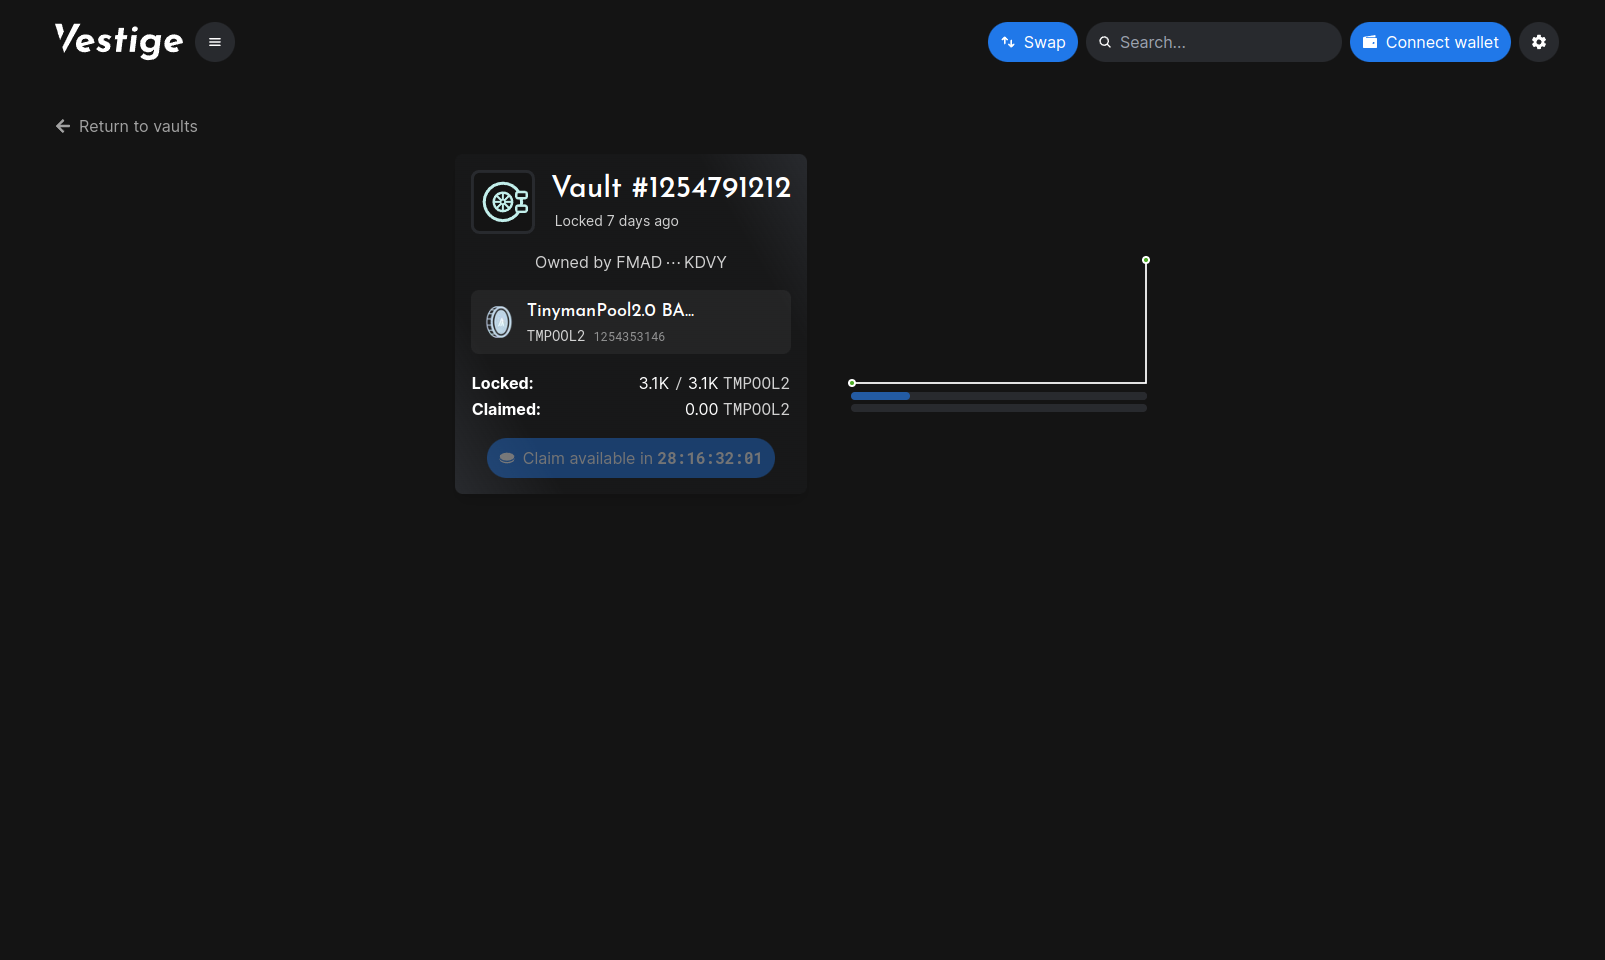 Vestige
Swap
Search...
Connect wallet
Return to vaults
Vault #1254791212
Locked 7 days ago
Owned by FMAD ··· KDVY
TinymanPool2.0 BA...
TMPOOL2 1254353146
Locked: 3.1K / 3.1K TMPOOL2
Claimed: 0.00 TMPOOL2
Claim available in 28:16:32:01